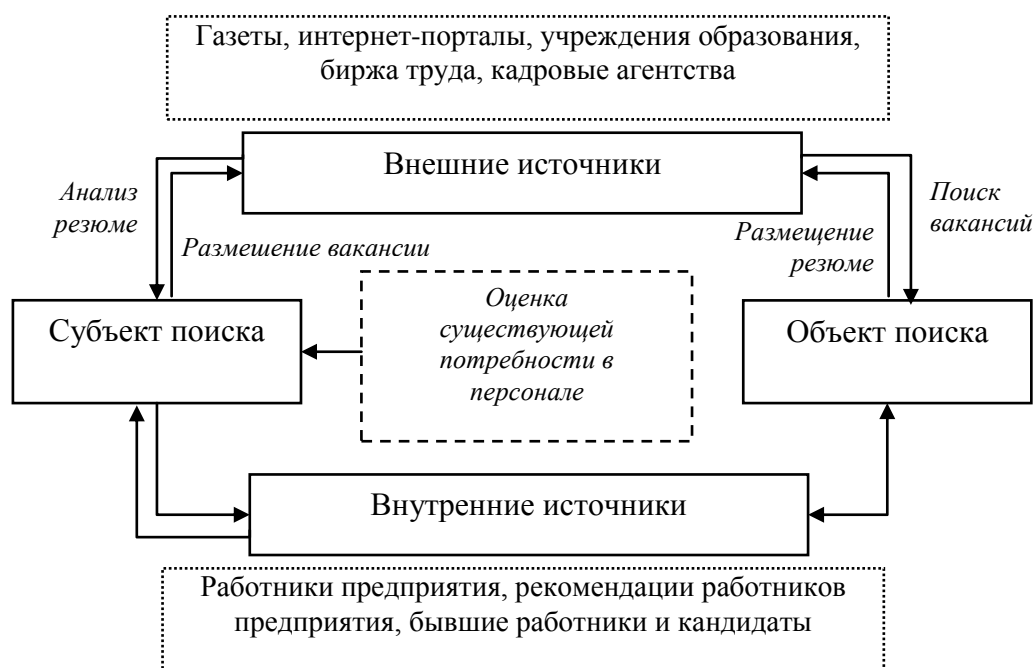 Газеты, интернет-порталы, учреждения образования,
биржа труда, кадровые агентства
Внешние источники
Анализ
резюме
Размешение вакансии
Размещение
резюме
Поиск
вакансий
Субъект поиска
Оценка
существующей
потребности в
персонале
Объект поиска
Внутренние источники
Работники предприятия, рекомендации работников
предприятия, бывшие работники и кандидаты